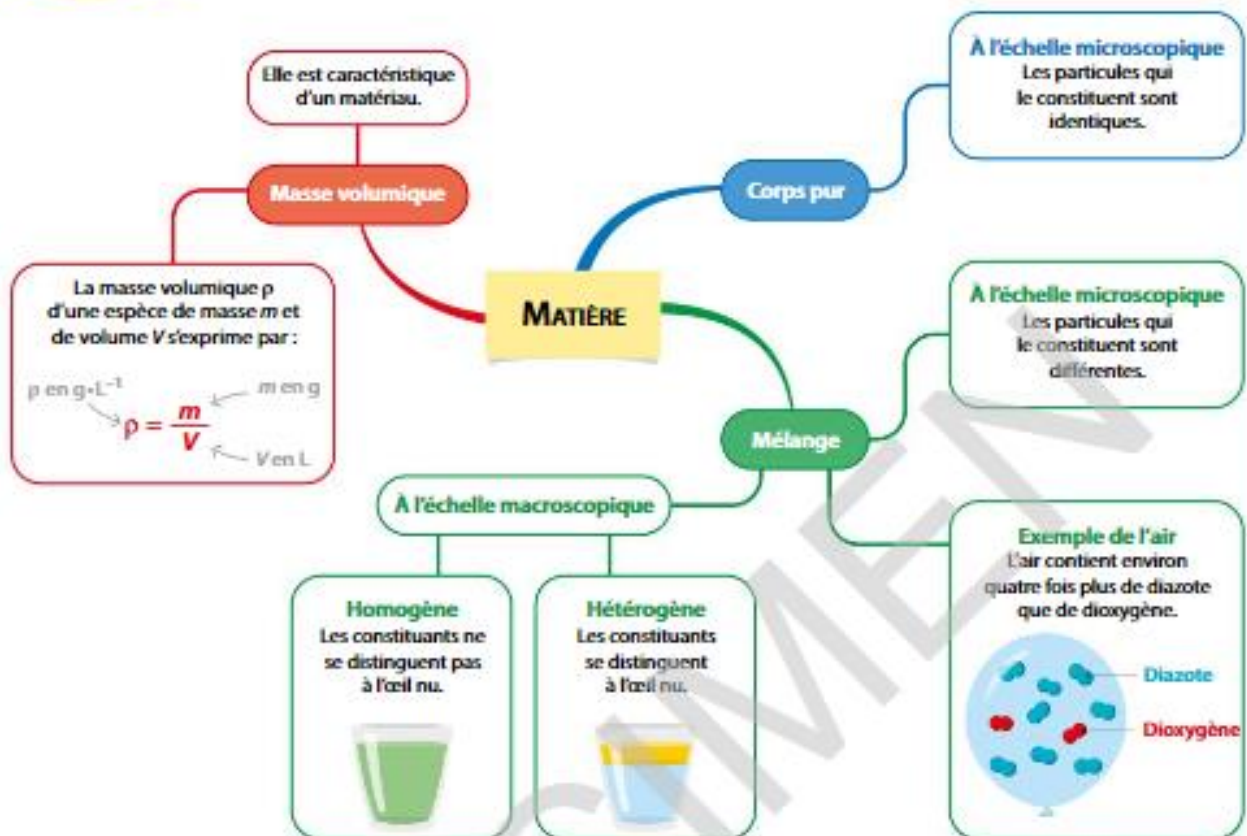 Elle est caractéristique
d'un matériau.
Masse volumique
La masse volumique ρ
d'une espèce de masse m et
de volume V s'exprime par :
ρ en g•L⁻¹
m en g
ρ = m/V
V en L
MATIÈRE
Corps pur
À l'échelle microscopique
Les particules qui
le constituent sont
identiques.
Mélange
À l'échelle microscopique
Les particules qui
le constituent sont
différentes.
À l'échelle macroscopique
Homogène
Les constituants ne
se distinguent pas
à l'œil nu.
Hétérogène
Les constituants
se distinguent
à l'œil nu.
Exemple de l'air
L'air contient environ
quatre fois plus de diazote
que de dioxygène.
Diazote
Dioxygène
CIMEN